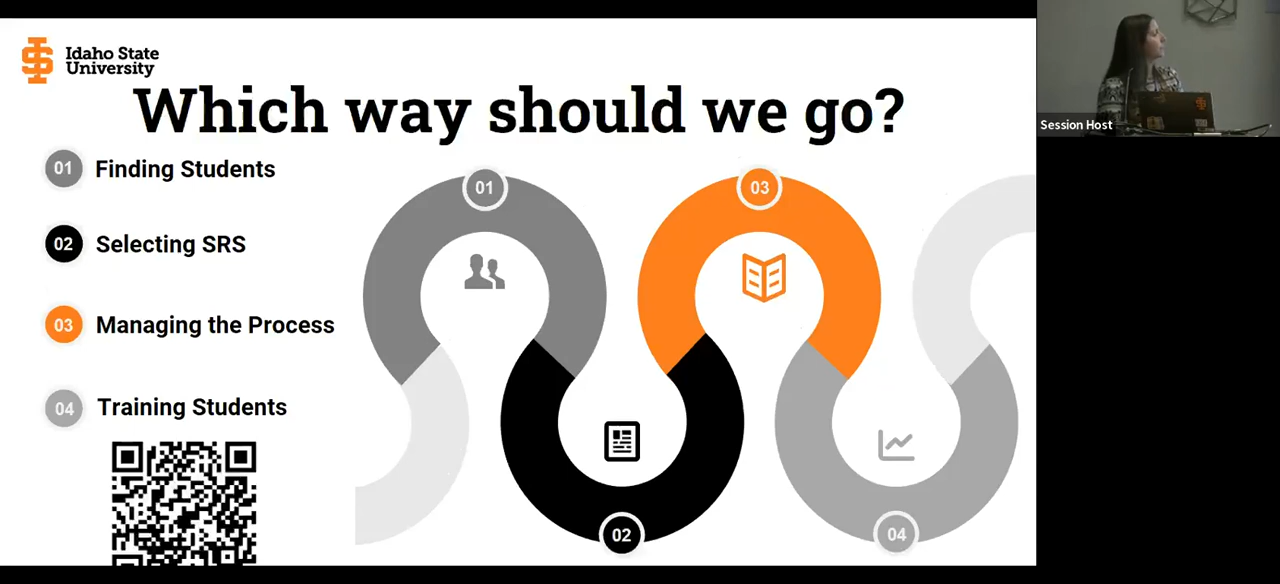 Idaho State
University
Which way should we go?
01 Finding Students
02 Selecting SRS
03 Managing the Process
04 Training Students
01
03
02
04
Session Host